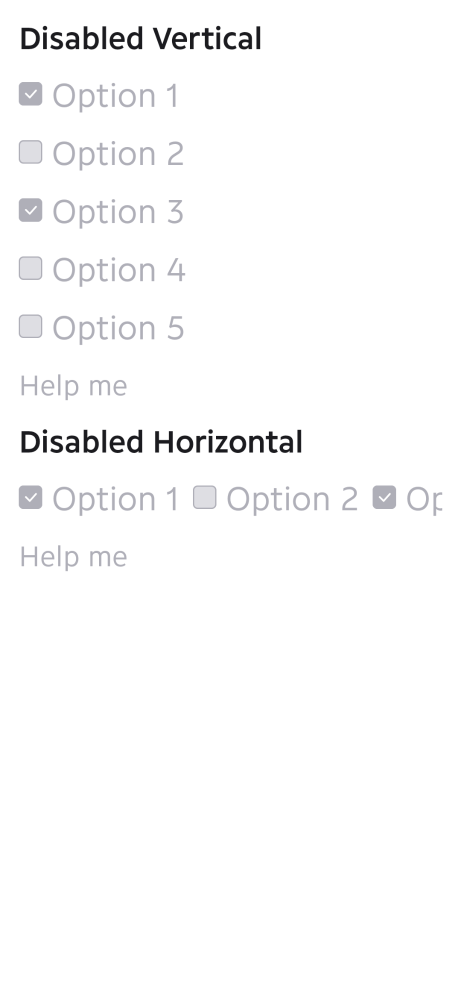 Disabled Vertical
Option 1
Option 2
Option 3
Option 4
Option 5
Help me
Disabled Horizontal
Option 1 Option 2 Op
Help me